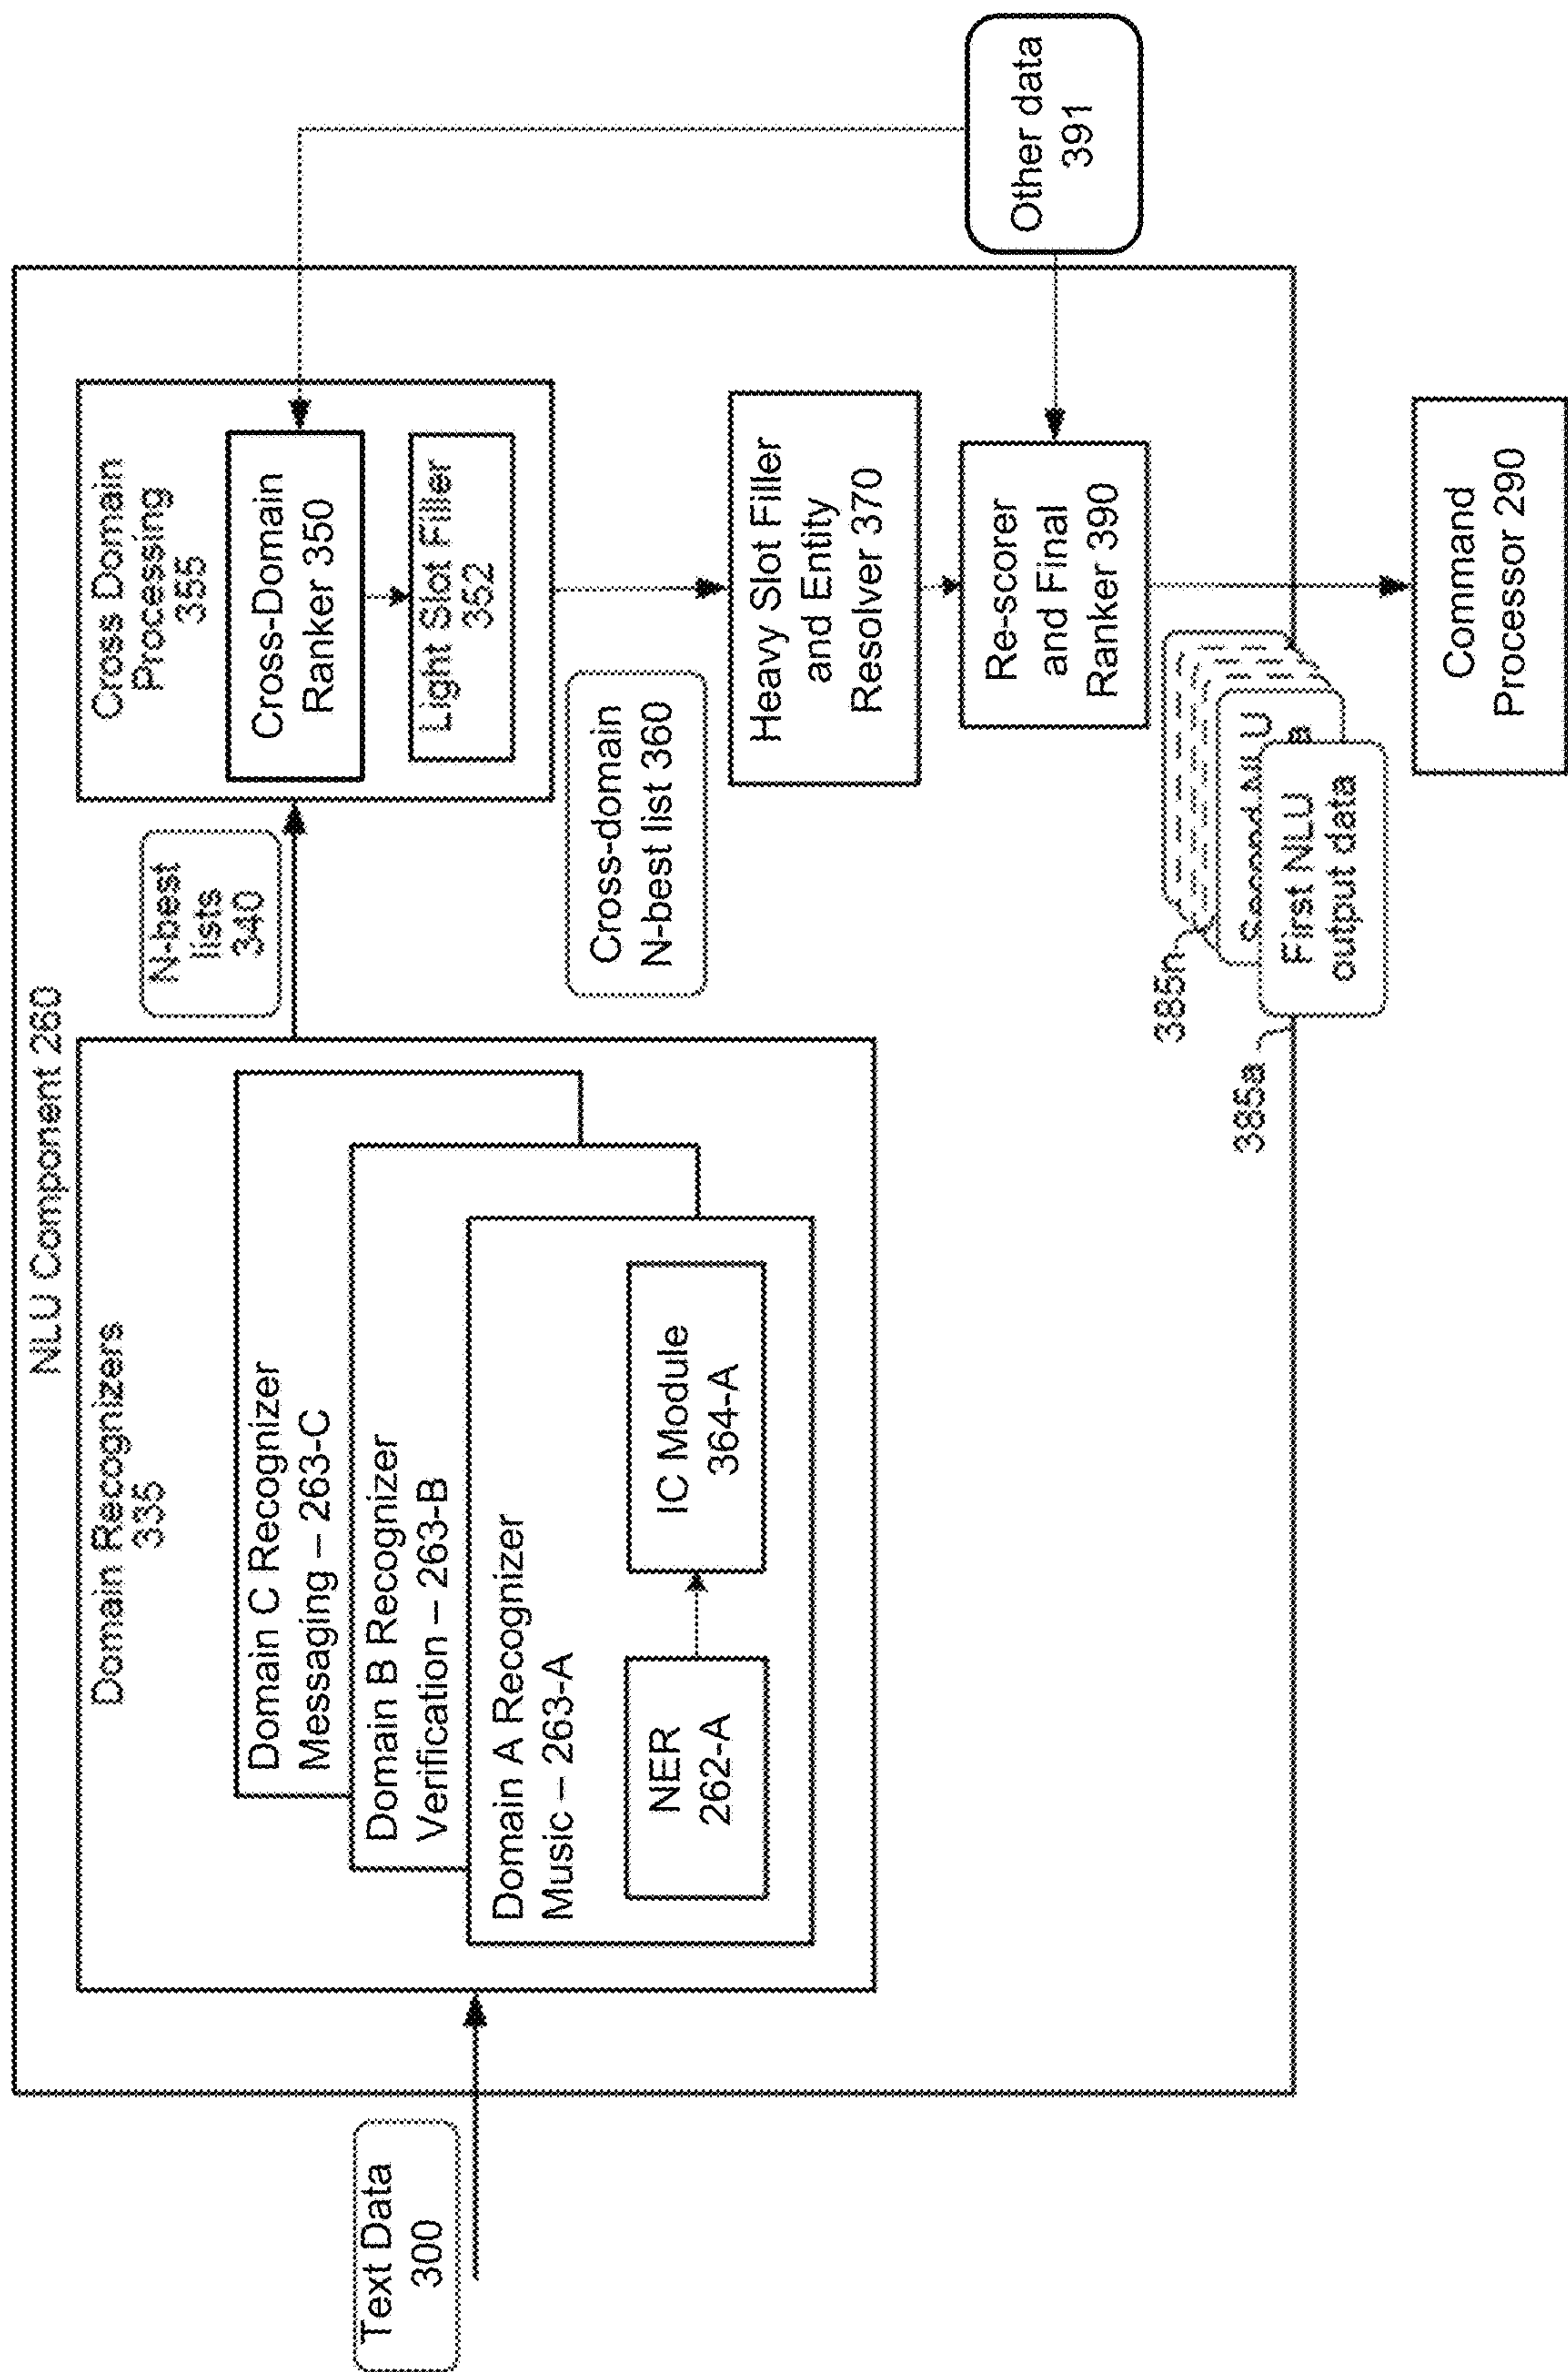 NLU Component 260
Domain Recognizers
335
Domain C Recognizer
Messaging – 263-C
Domain B Recognizer
Verification – 263-B
Domain A Recognizer
Music – 263-A
NER
262-A
IC Module
364-A
Text Data
300
N-best
lists
340
Cross Domain
Processing
355
Cross-Domain
Ranker 350
Light Slot Filler
352
Cross-domain
N-best list 360
Heavy Slot Filler
and Entity
Resolver 370
Re-scorer
and Final
Ranker 390
Other data
391
385n
385a
Second NLU
First NLU
output data
Command
Processor 290